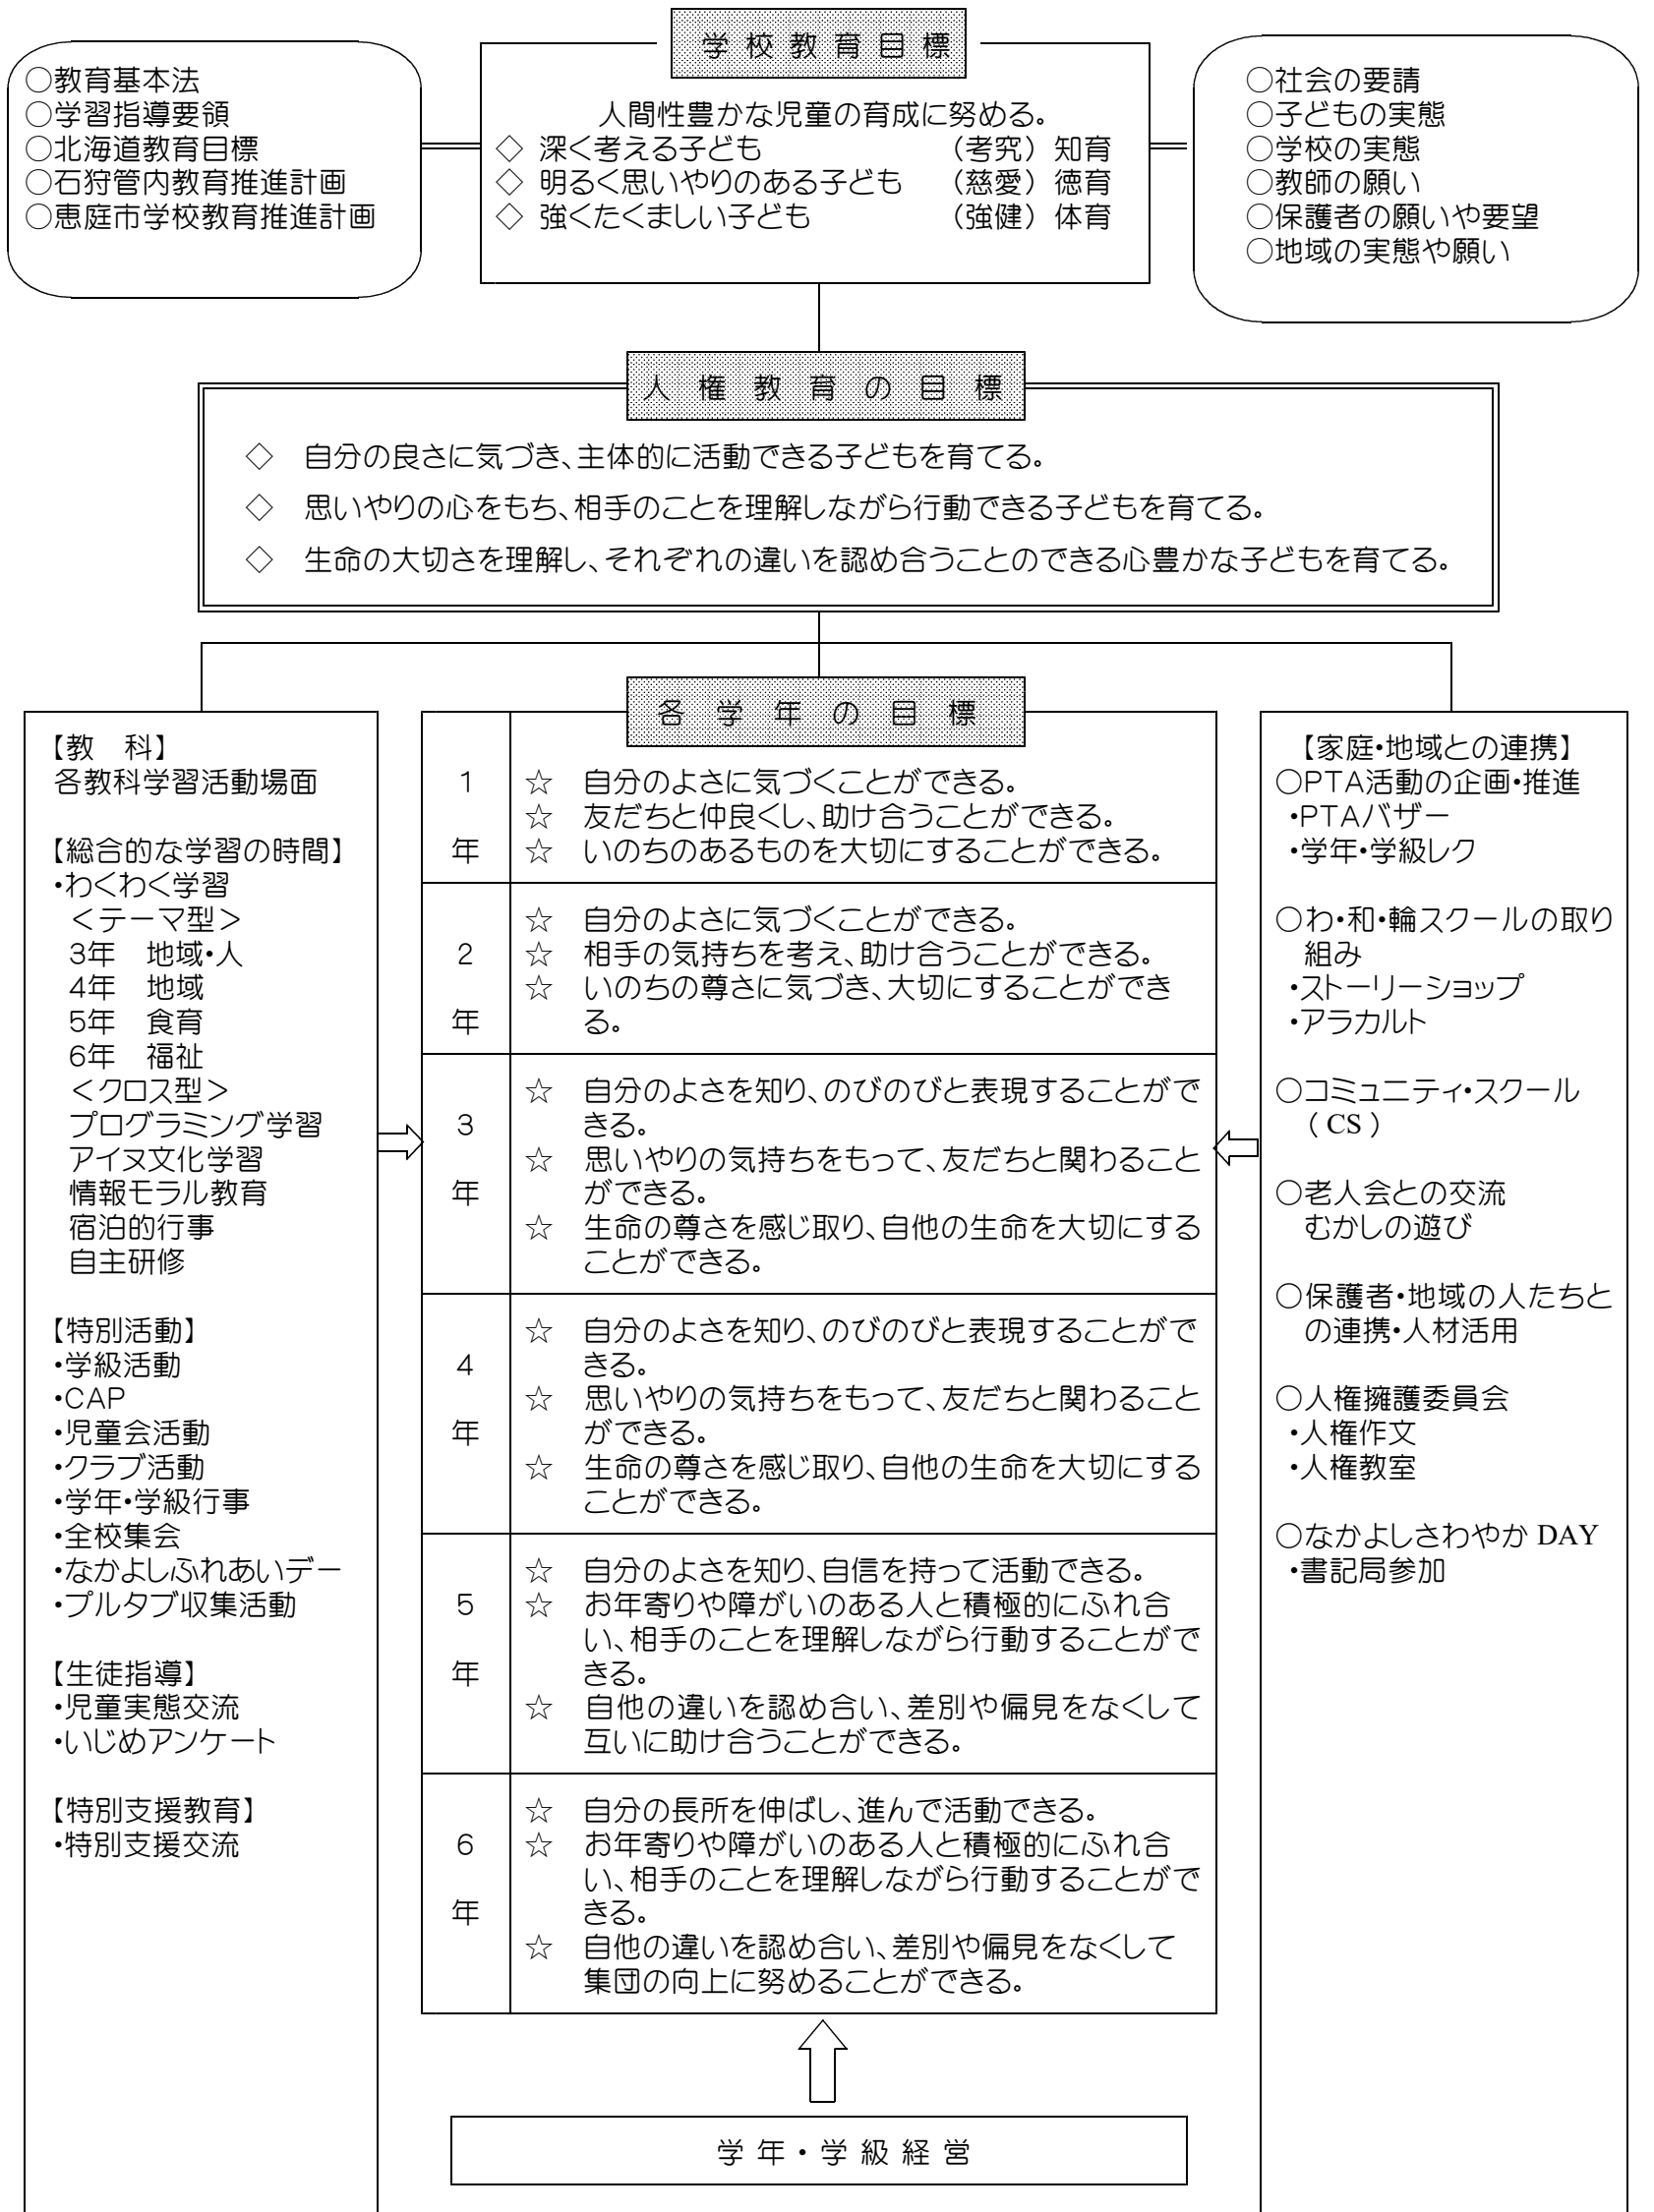 学校教育目標
○教育基本法
○学習指導要領
○北海道教育目標
○石狩管内教育推進計画
○恵庭市学校教育推進計画
人間性豊かな児童の育成に努める。
◇ 深く考える子ども （考究）知育
◇ 明るく思いやりのある子ども （慈愛）徳育
◇ 強くたくましい子ども （強健）体育
○社会の要請
○子どもの実態
○学校の実態
○教師の願い
○保護者の願いや要望
○地域の実態や願い
人権教育の目標
◇ 自分の良さに気づき、主体的に活動できる子どもを育てる。
◇ 思いやりの心をもち、相手のことを理解しながら行動できる子どもを育てる。
◇ 生命の大切さを理解し、それぞれの違いを認め合うことのできる心豊かな子どもを育てる。
【教　科】
各教科学習活動場面
【総合的な学習の時間】
・わくわく学習
＜テーマ型＞
3年　地域・人
4年　地域
5年　食育
6年　福祉
＜クロス型＞
プログラミング学習
アイヌ文化学習
情報モラル教育
宿泊的行事
自主研修
【特別活動】
・学級活動
・CAP
・児童会活動
・クラブ活動
・学年・学級行事
・全校集会
・なかよしふれあいデー
・プルタブ収集活動
【生徒指導】
・児童実態交流
・いじめアンケート
【特別支援教育】
・特別支援交流
各学年の目標
1年
☆ 自分のよさに気づくことができる。
☆ 友だちと仲良くし、助け合うことができる。
☆ いのちのあるものを大切にすることができる。
2年
☆ 自分のよさに気づくことができる。
☆ 相手の気持ちを考え、助け合うことができる。
☆ いのちの尊さに気づき、大切にすることができ
る。
3年
☆ 自分のよさを知り、のびのびと表現することがで
きる。
☆ 思いやりの気持ちをもって、友だちと関わること
ができる。
☆ 生命の尊さを感じ取り、自他の生命を大切にする
ことができる。
4年
☆ 自分のよさを知り、のびのびと表現することがで
きる。
☆ 思いやりの気持ちをもって、友だちと関わること
ができる。
☆ 生命の尊さを感じ取り、自他の生命を大切にする
ことができる。
5年
☆ 自分のよさを知り、自信を持って活動できる。
☆ お年寄りや障がいのある人と積極的にふれ合
い、相手のことを理解しながら行動することがで
きる。
☆ 自他の違いを認め合い、差別や偏見をなくして
互いに助け合うことができる。
6年
☆ 自分の長所を伸ばし、進んで活動できる。
☆ お年寄りや障がいのある人と積極的にふれ合
い、相手のことを理解しながら行動することがで
きる。
☆ 自他の違いを認め合い、差別や偏見をなくして
集団の向上に努めることができる。
【家庭・地域との連携】
○PTA活動の企画・推進
・PTAバザー
・学年・学級レク
○わ・和・輪スクールの取り
組み
・ストーリーショップ
・アラカルト
○コミュニティ・スクール
（CS）
○老人会との交流
むかしの遊び
○保護者・地域の人たちと
の連携・人材活用
○人権擁護委員会
・人権作文
・人権教室
○なかよしさわやか DAY
・書記局参加
学年・学級経営